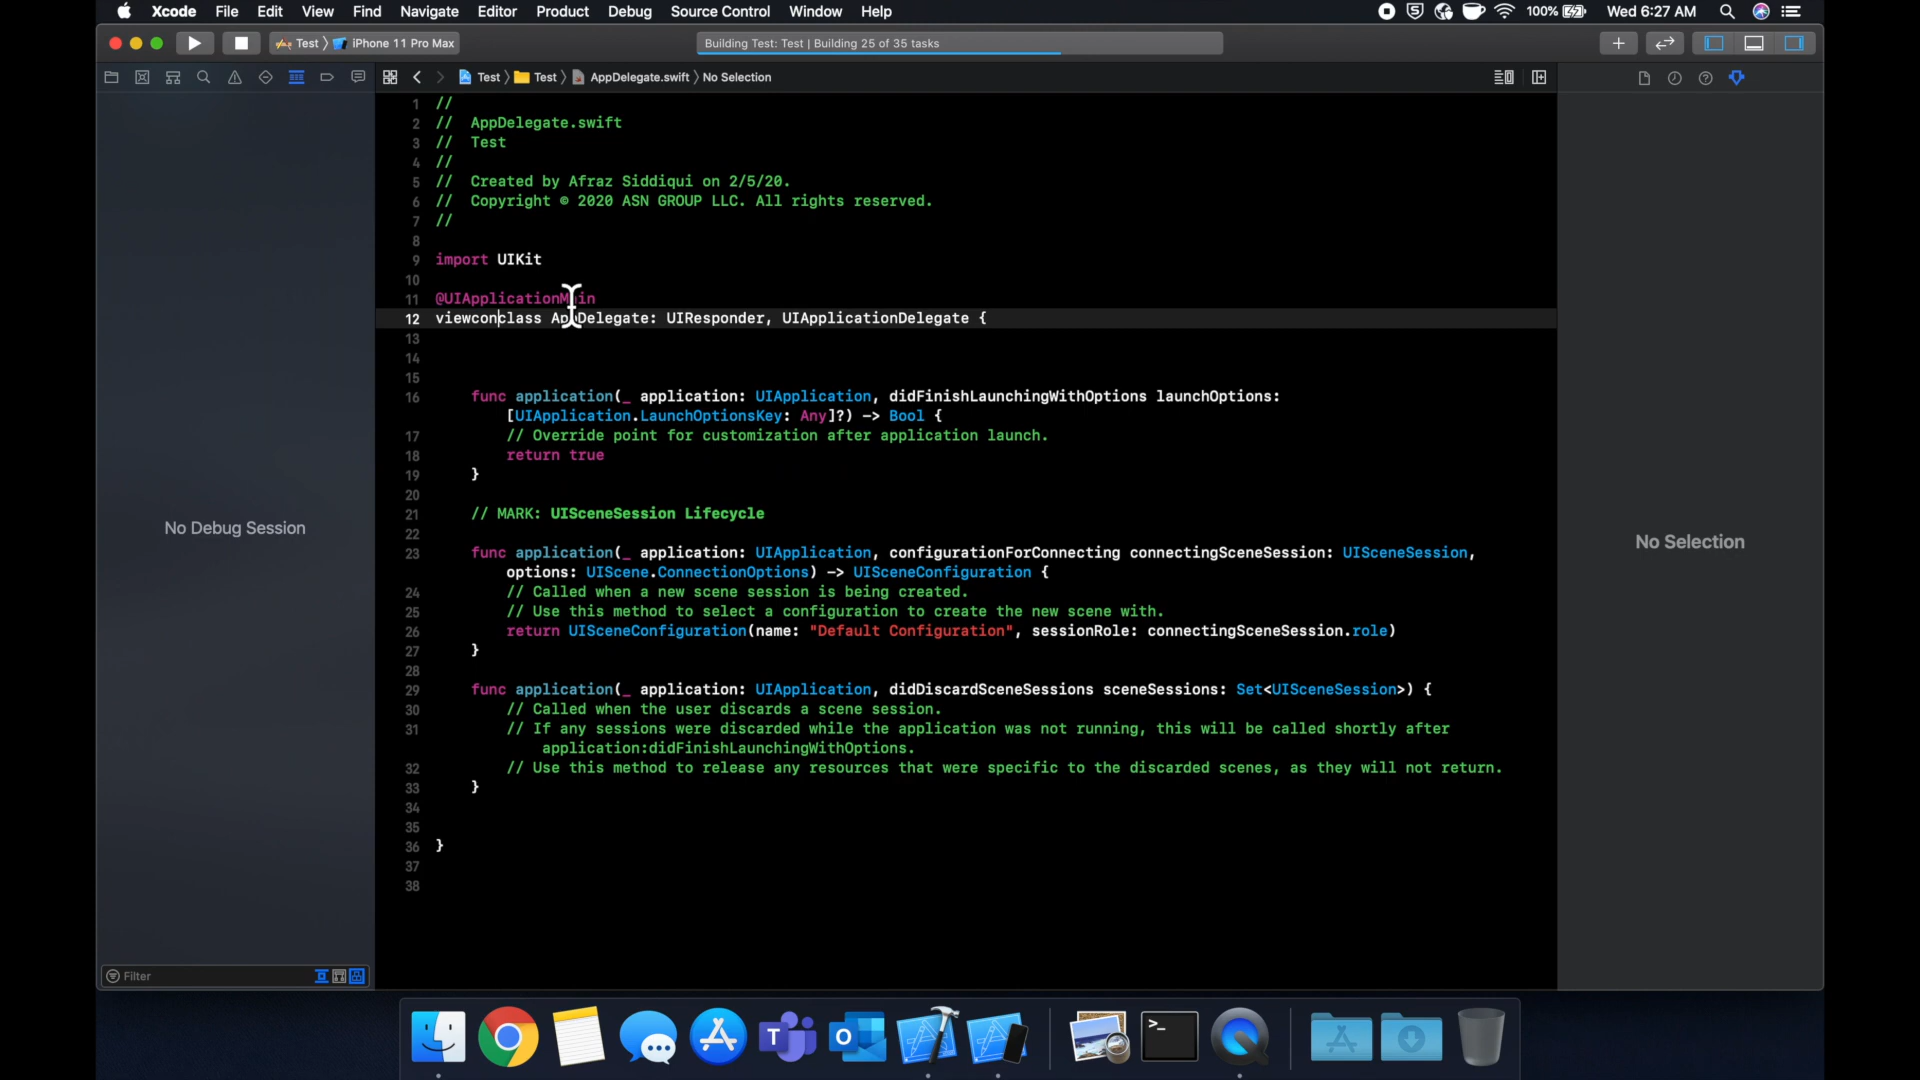 Xcode File Edit View Find Navigate Editor Product Debug Source Control Window Help 100% Wed 6:27 AM
Test 〉 iPhone 11 Pro Max Building Test: Test | Building 25 of 35 tasks
Test 〉 Test 〉 AppDelegate.swift 〉 No Selection
1 //
2 //  AppDelegate.swift
3 //  Test
4 //
5 //  Created by Afraz Siddiqui on 2/5/20.
6 //  Copyright © 2020 ASN GROUP LLC. All rights reserved.
7 //
8
9 import UIKit
10
11 @UIApplicationMain
12 viewconclass AppDelegate: UIResponder, UIApplicationDelegate {
13
14
15
16     func application(_ application: UIApplication, didFinishLaunchingWithOptions launchOptions:
[UIApplication.LaunchOptionsKey: Any]?) -> Bool {
17         // Override point for customization after application launch.
18         return true
19     }
20
21     // MARK: UISceneSession Lifecycle
22
23     func application(_ application: UIApplication, configurationForConnecting connectingSceneSession: UISceneSession,
options: UIScene.ConnectionOptions) -> UISceneConfiguration {
24         // Called when a new scene session is being created.
25         // Use this method to select a configuration to create the new scene with.
26         return UISceneConfiguration(name: "Default Configuration", sessionRole: connectingSceneSession.role)
27     }
28
29     func application(_ application: UIApplication, didDiscardSceneSessions sceneSessions: Set<UISceneSession>) {
30         // Called when the user discards a scene session.
31         // If any sessions were discarded while the application was not running, this will be called shortly after
application:didFinishLaunchingWithOptions.
32         // Use this method to release any resources that were specific to the discarded scenes, as they will not return.
33     }
34
35
36 }
37
38
No Debug Session
No Selection
Filter